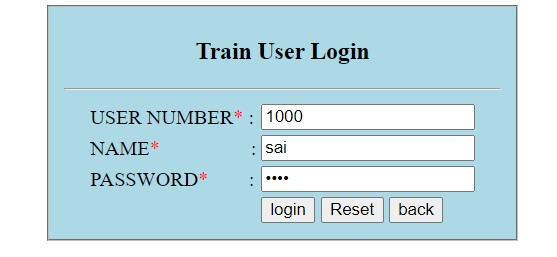 Train User Login
USER NUMBER* : 1000
NAME* : sai
PASSWORD* : ••••
login Reset back